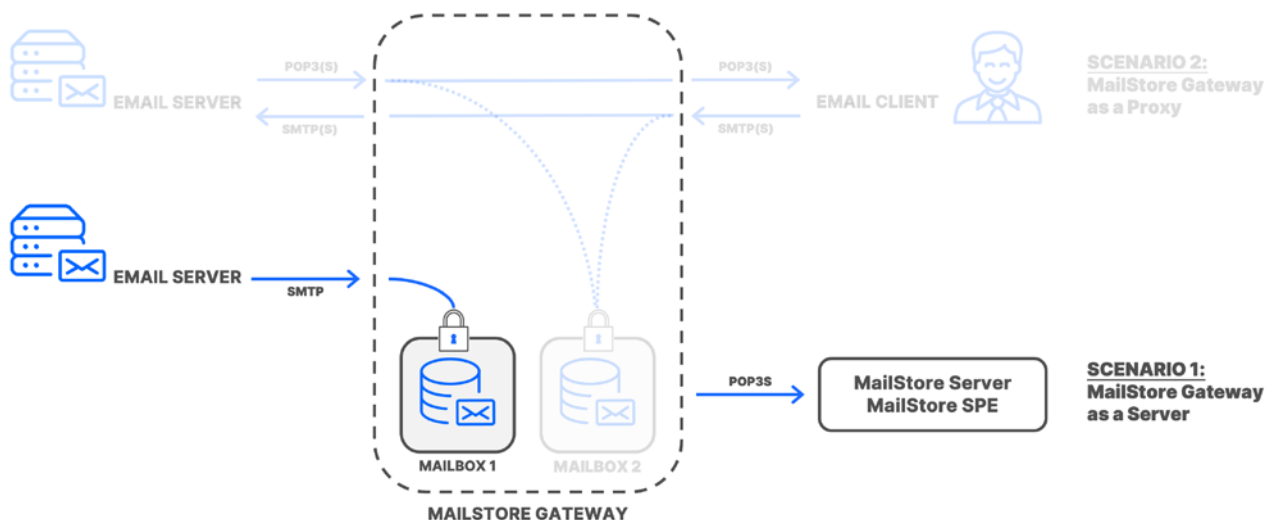 POP3(S)
POP3(S)
SCENARIO 2:
MailStore Gateway
as a Proxy
EMAIL SERVER
EMAIL CLIENT
SMTP(S)
SMTP(S)
EMAIL SERVER
SMTP
POP3S
MailStore Server
MailStore SPE
SCENARIO 1:
MailStore Gateway
as a Server
MAILBOX 1
MAILBOX 2
MAILSTORE GATEWAY